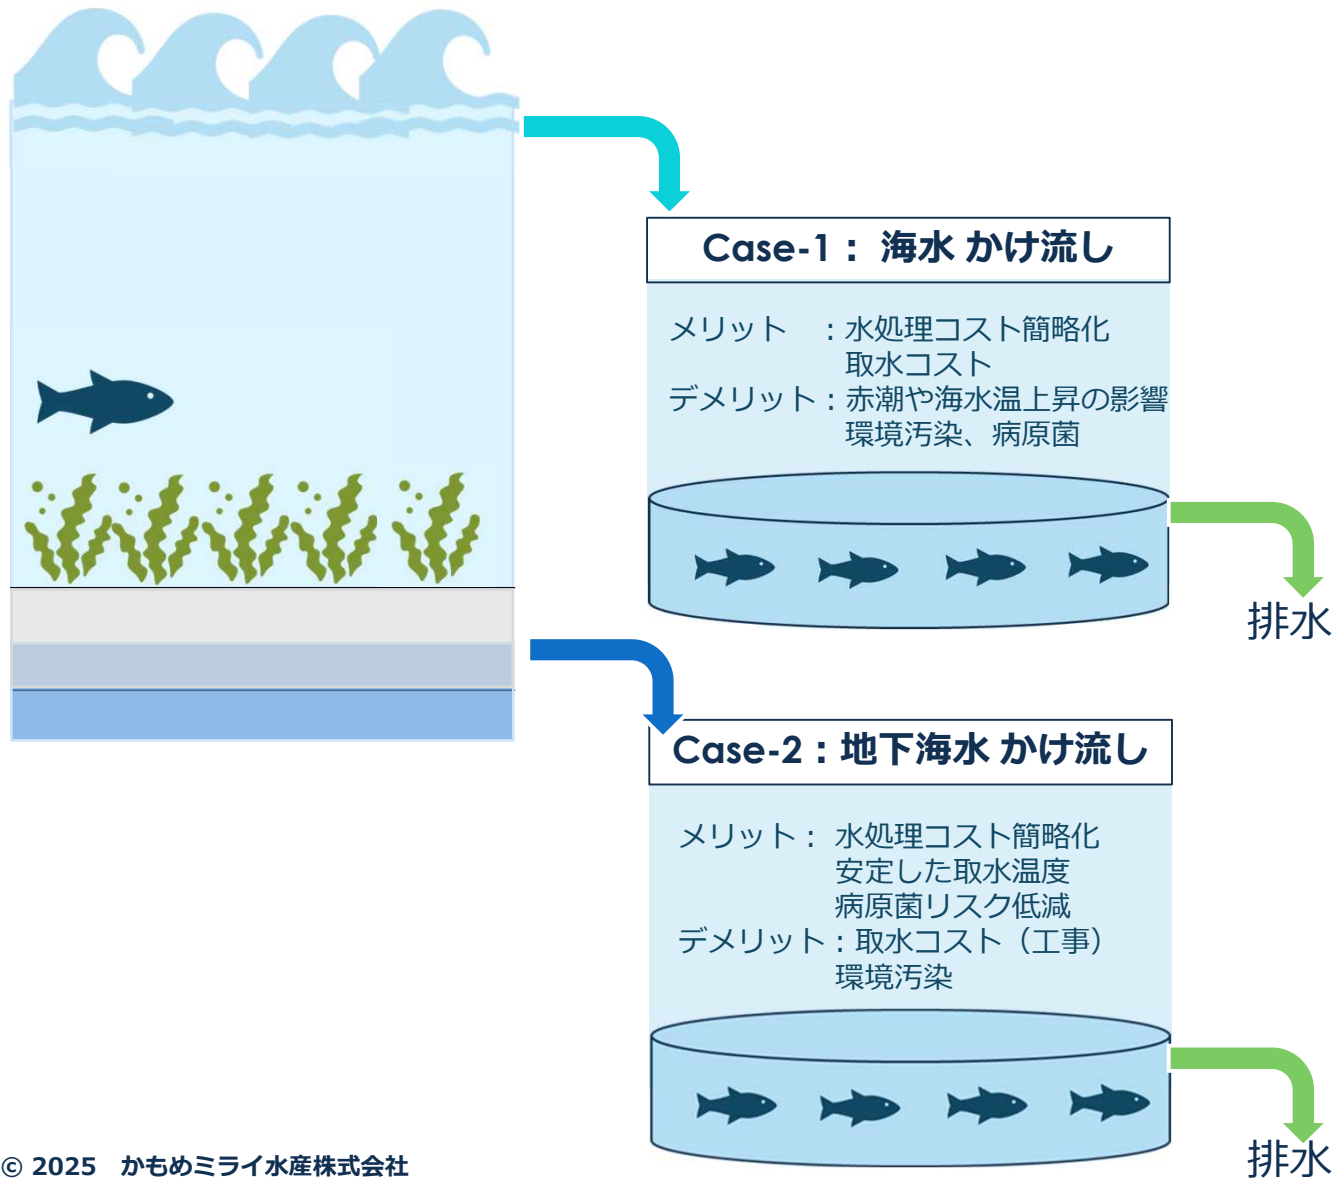 Case-1： 海水 かけ流し
メリット　：水処理コスト簡略化
取水コスト
デメリット：赤潮や海水温上昇の影響
環境汚染、病原菌
排水
Case-2：地下海水 かけ流し
メリット： 水処理コスト簡略化
安定した取水温度
病原菌リスク低減
デメリット：取水コスト（工事）
環境汚染
排水
© 2025　かもめミライ水産株式会社